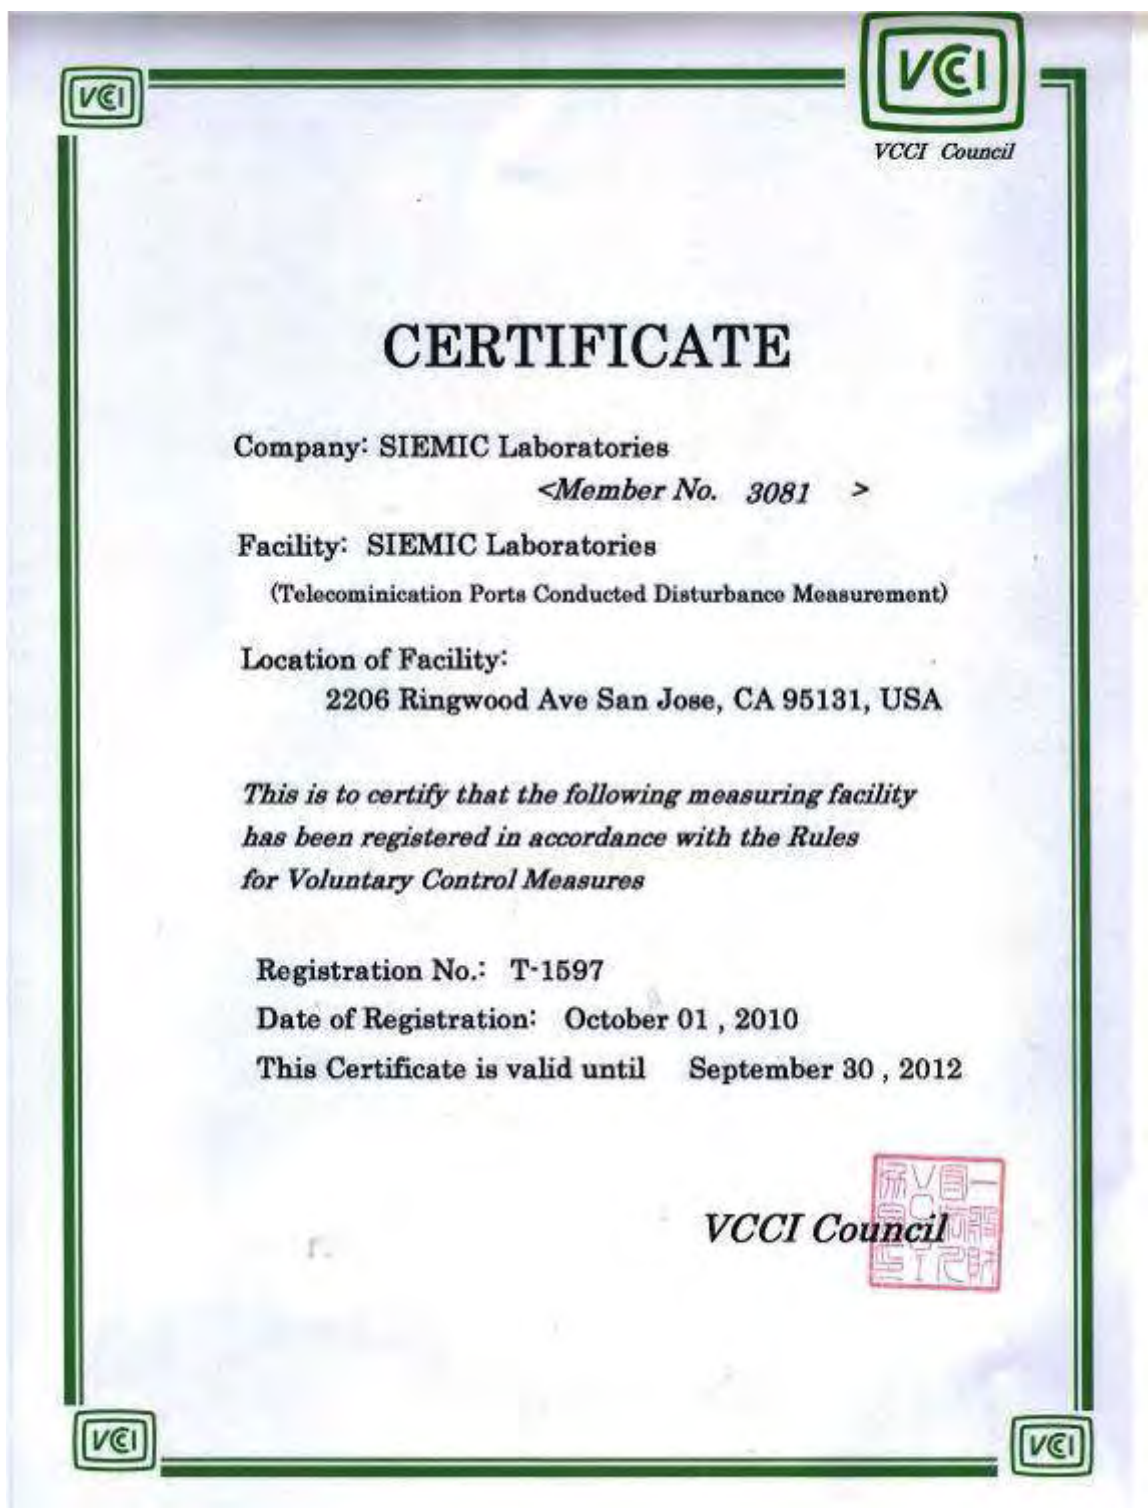 VCCI
VCCI
VCCI Council
CERTIFICATE
Company: SIEMIC Laboratories
<Member No. 3081 >
Facility: SIEMIC Laboratories
(Telecominication Ports Conducted Disturbance Measurement)
Location of Facility:
2206 Ringwood Ave San Jose, CA 95131, USA
This is to certify that the following measuring facility
has been registered in accordance with the Rules
for Voluntary Control Measures
Registration No.: T-1597
Date of Registration: October 01 , 2010
This Certificate is valid until September 30 , 2012
VCCI Council
VCCI
VCCI